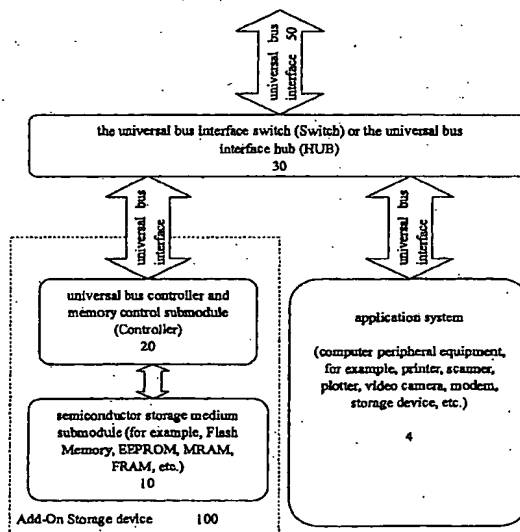 universal bus
interface 50
the universal bus interface switch (Switch) or the universal bus
interface hub (HUB)
30
universal bus
interface
universal bus
interface
universal bus controller and
memory control submodule
(Controller)
20
semiconductor storage medium
submodule (for example, Flash
Memory, EEPROM, MRAM,
FRAM, etc.)
10
Add-On Storage device 100
application system
(computer peripheral equipment,
for example, printer, scanner,
plotter, video camera, modem,
storage device, etc.)
4